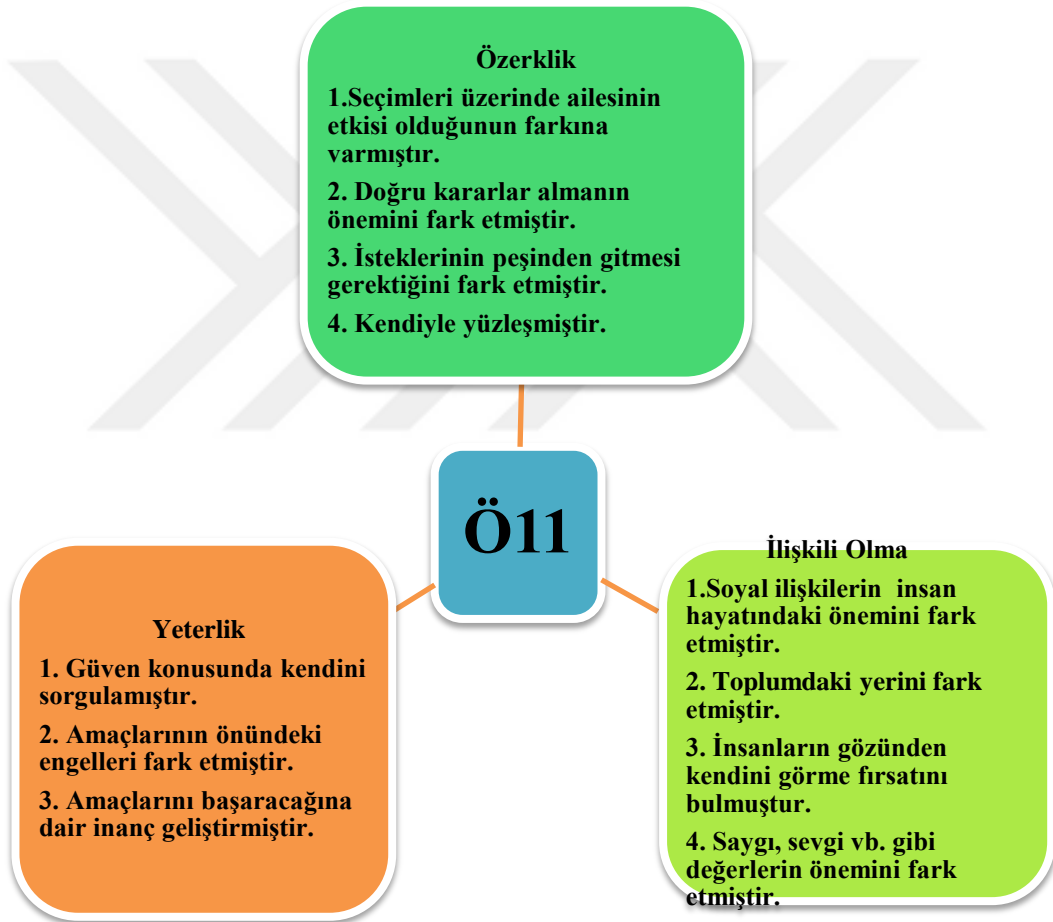 Özerklik
1.Seçimleri üzerinde ailesinin
etkisi olduğunun farkına
varmıştır.
2. Doğru kararlar almanın
önemini fark etmiştir.
3. İsteklerinin peşinden gitmesi
gerektiğini fark etmiştir.
4. Kendiyle yüzleşmiştir.
Ö11
Yeterlik
1. Güven konusunda kendini
sorgulamıştır.
2. Amaçlarının önündeki
engelleri fark etmiştir.
3. Amaçlarını başaracağına
dair inanç geliştirmiştir.
İlişkili Olma
1.Soyal ilişkilerin insan
hayatındaki önemini fark
etmiştir.
2. Toplumdaki yerini fark
etmiştir.
3. İnsanların gözünden
kendini görme fırsatını
bulmuştur.
4. Saygı, sevgi vb. gibi
değerlerin önemini fark
etmiştir.